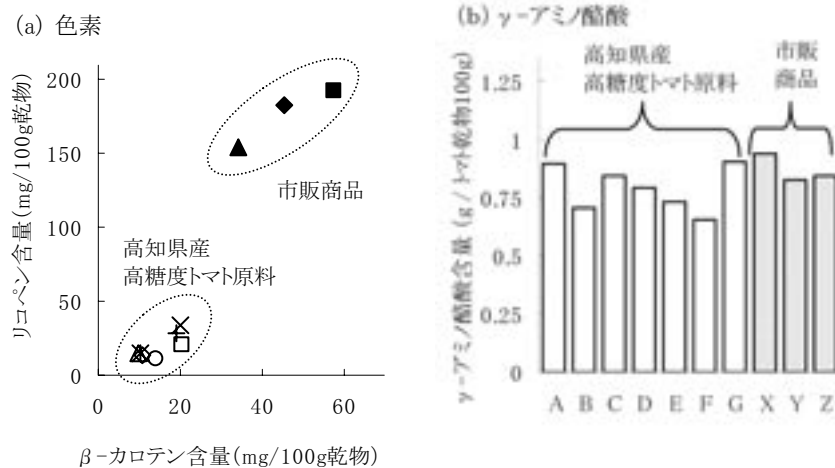 (a) 色素
リコペン含量(mg/100g乾物)
200
150
100
50
0
市販商品
高知県産
高糖度トマト原料
0
20
40
60
β-カロテン含量(mg/100g乾物)
(b) γ-アミノ酪酸
γ-アミノ酪酸含量 (g / トマト乾物100g)
1.25
1
0.75
0.5
0.25
0
高知県産
高糖度トマト原料
市販
商品
A B C D E F G X Y Z